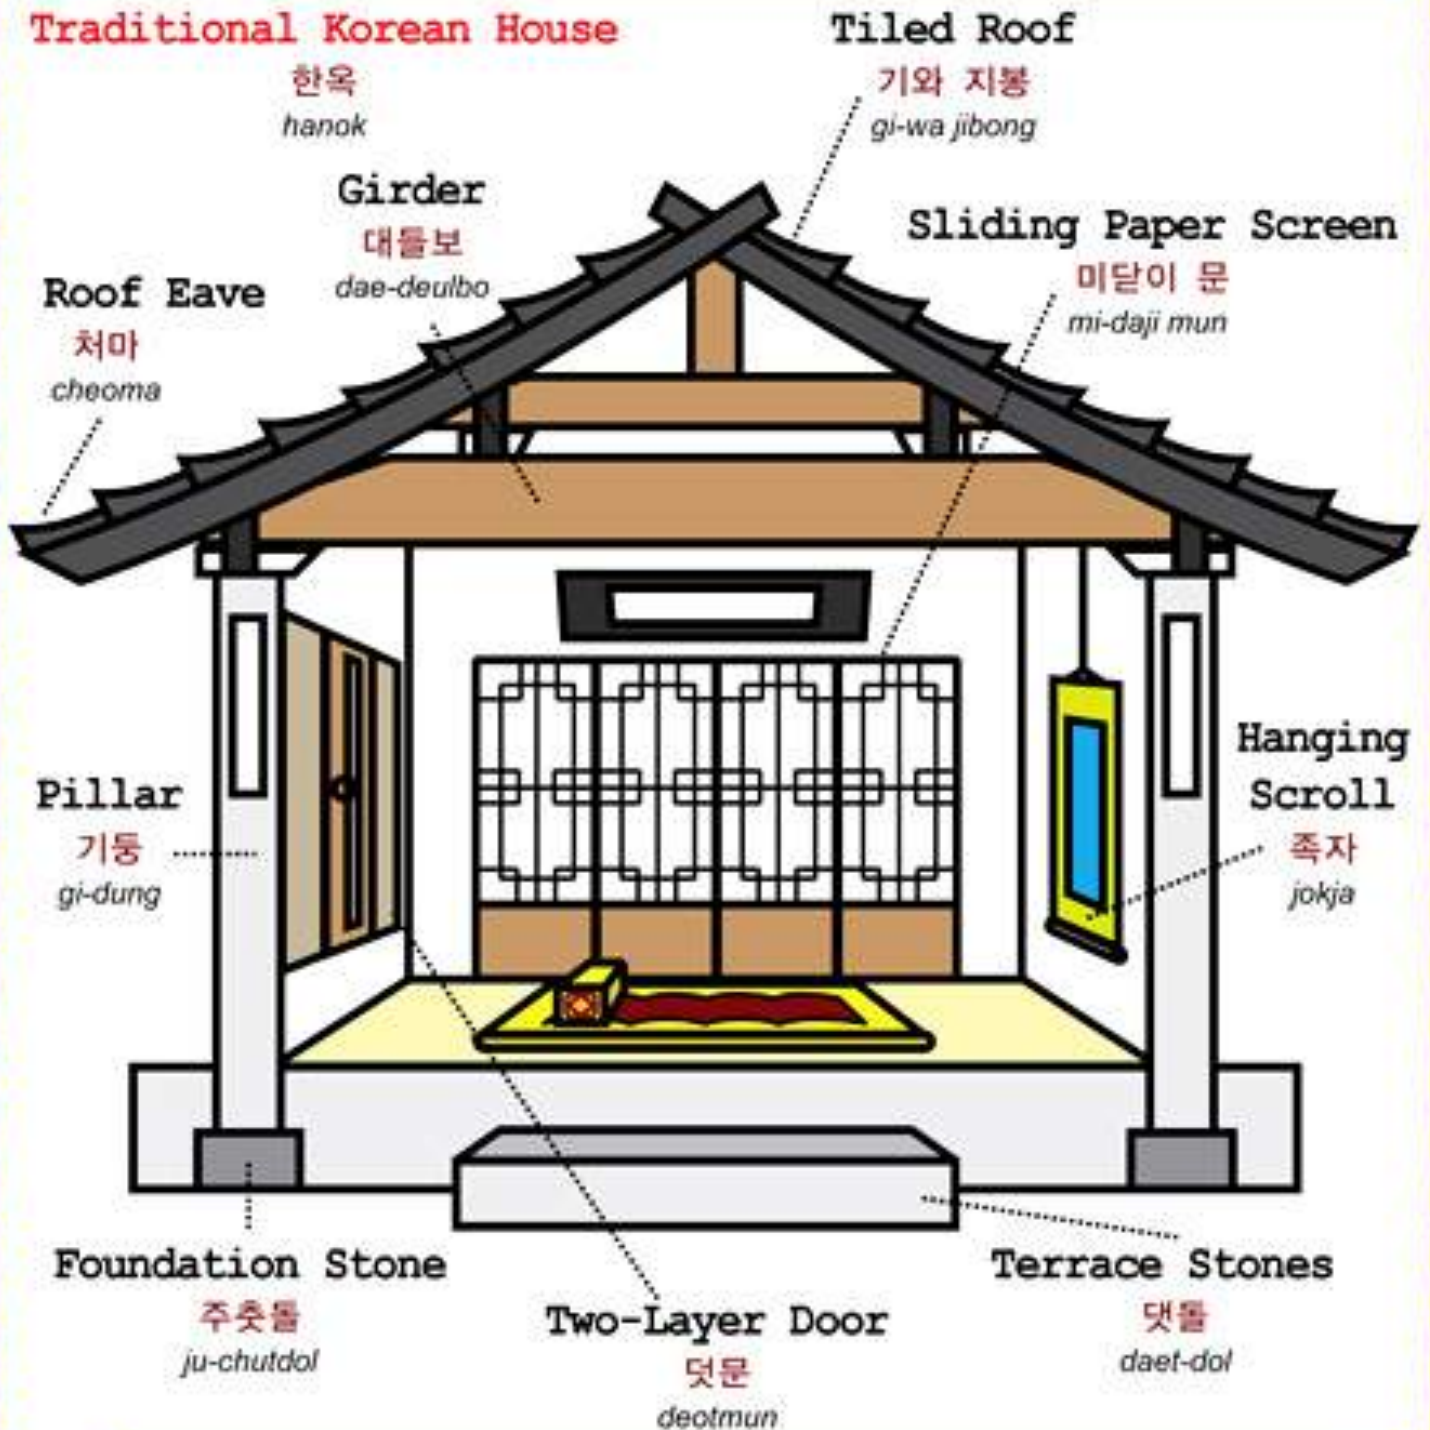 Traditional Korean House
한옥
hanok
Tiled Roof
기와 지붕
gi-wa jibong
Girder
대들보
dae-deulbo
Sliding Paper Screen
미닫이 문
mi-daji mun
Roof Eave
처마
cheoma
Pillar
기둥
gi-dung
Hanging
Scroll
족자
jokja
Foundation Stone
주춧돌
ju-chutdol
Two-Layer Door
덧문
deotmun
Terrace Stones
댓돌
daet-dol